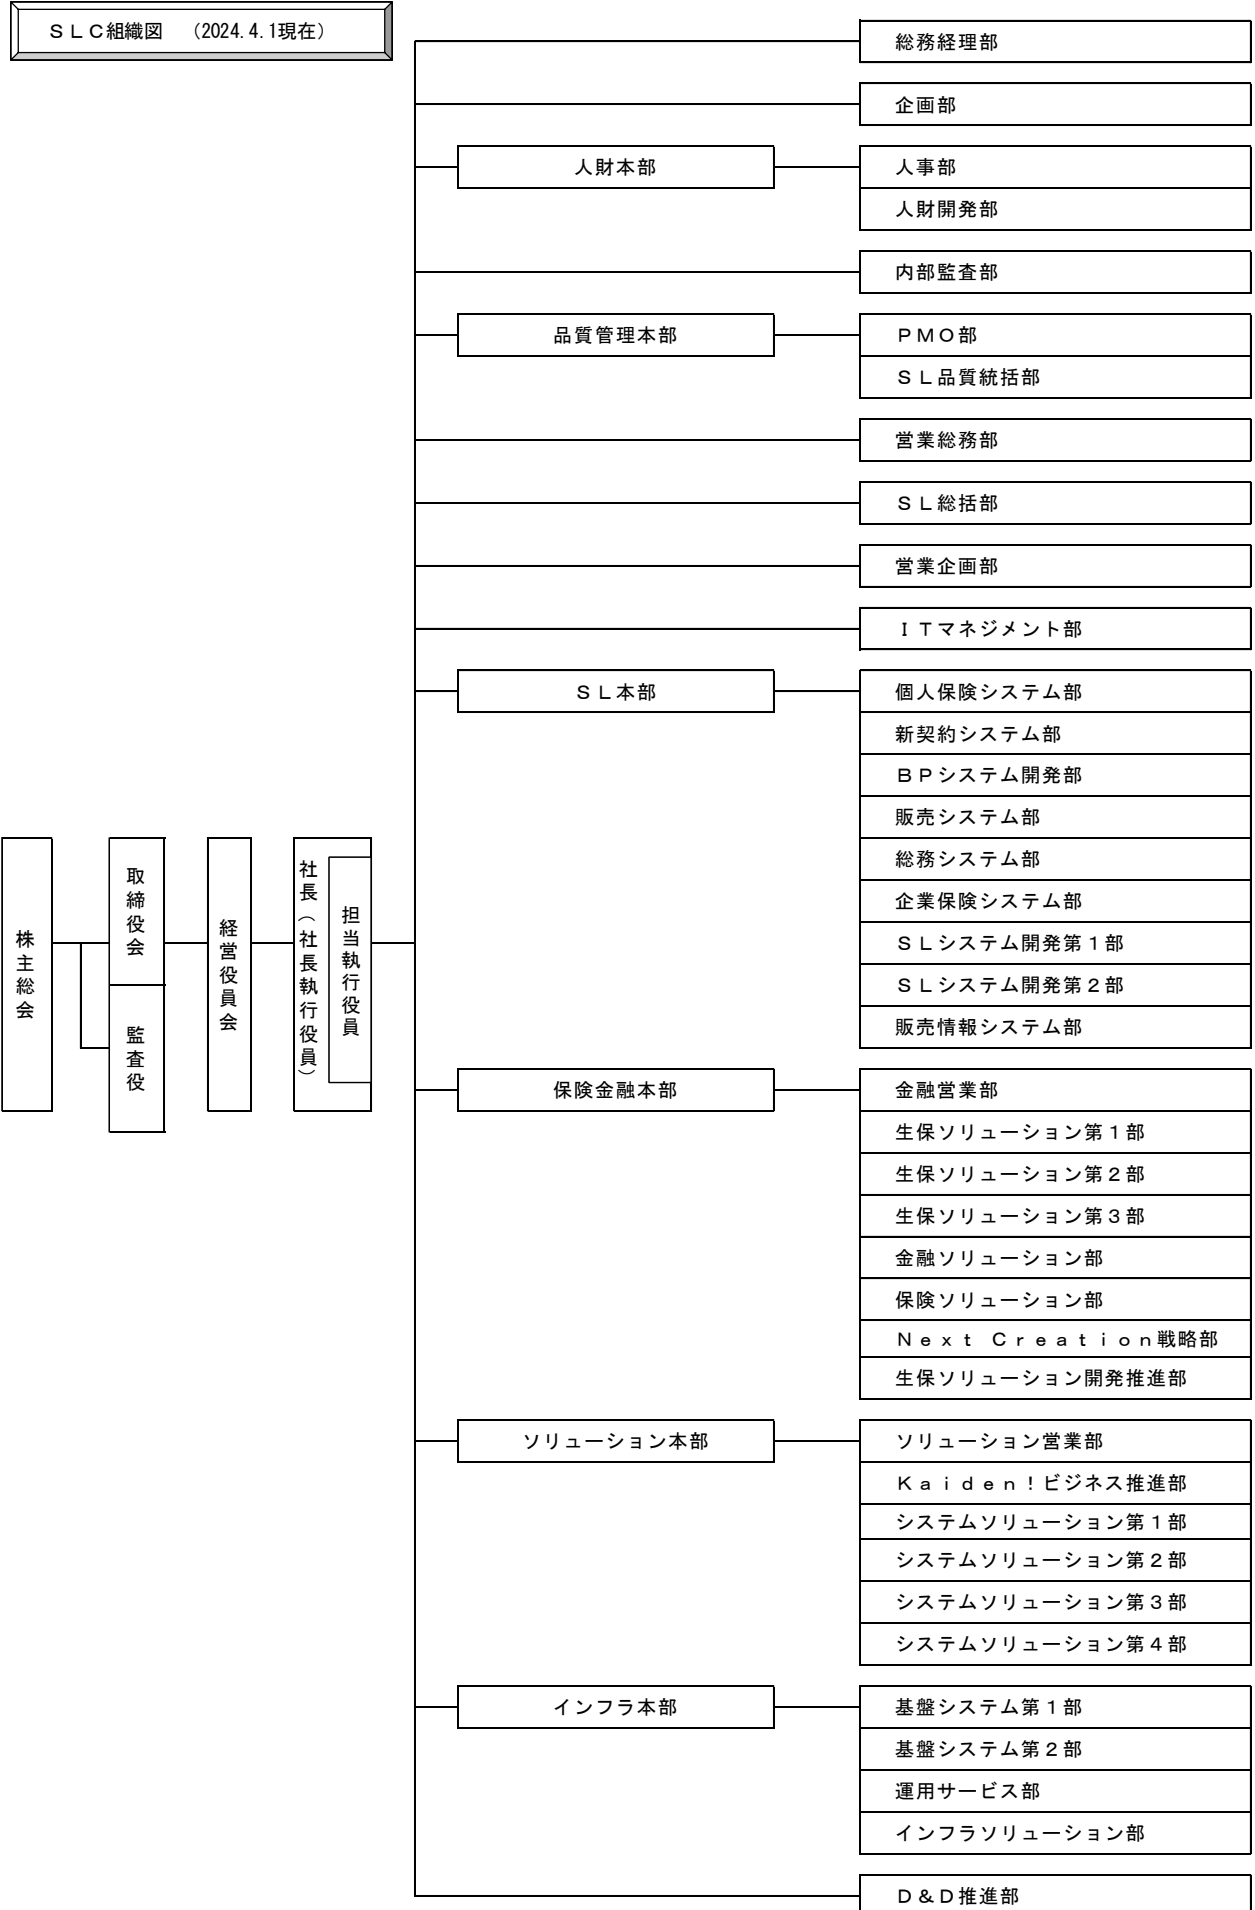 ＳＬＣ組織図　（2024.4.1現在）
総務経理部
企画部
人財本部
人事部
人財開発部
内部監査部
品質管理本部
ＰＭＯ部
ＳＬ品質統括部
営業総務部
ＳＬ総括部
営業企画部
ＩＴマネジメント部
ＳＬ本部
個人保険システム部
新契約システム部
ＢＰシステム開発部
販売システム部
総務システム部
企業保険システム部
ＳＬシステム開発第１部
ＳＬシステム開発第２部
販売情報システム部
株主総会
取締役会
監査役
経営役員会
社長（社長執行役員）
担当執行役員
保険金融本部
金融営業部
生保ソリューション第１部
生保ソリューション第２部
生保ソリューション第３部
金融ソリューション部
保険ソリューション部
Ｎｅｘｔ　Ｃｒｅａｔｉｏｎ戦略部
生保ソリューション開発推進部
ソリューション本部
ソリューション営業部
Ｋａｉｄｅｎ！ビジネス推進部
システムソリューション第１部
システムソリューション第２部
システムソリューション第３部
システムソリューション第４部
インフラ本部
基盤システム第１部
基盤システム第２部
運用サービス部
インフラソリューション部
Ｄ＆Ｄ推進部